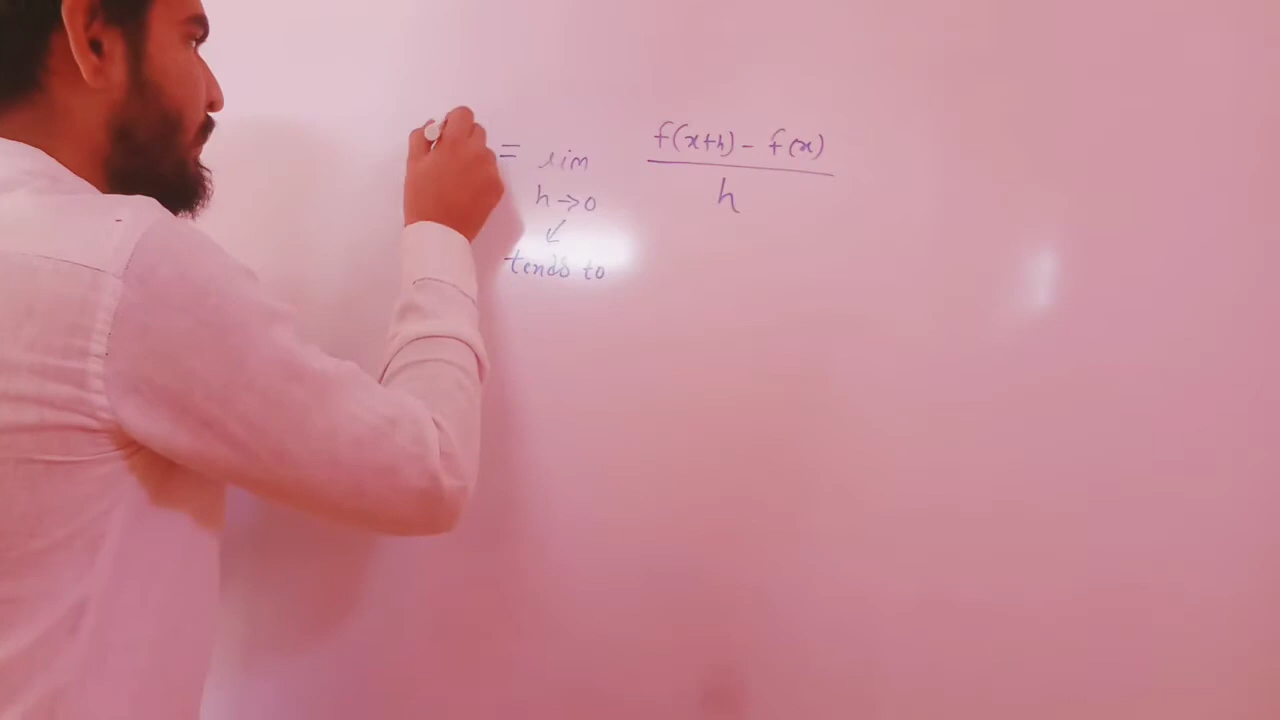 = lim f(x+h) - f(x)
h→0 h
↙
tends to